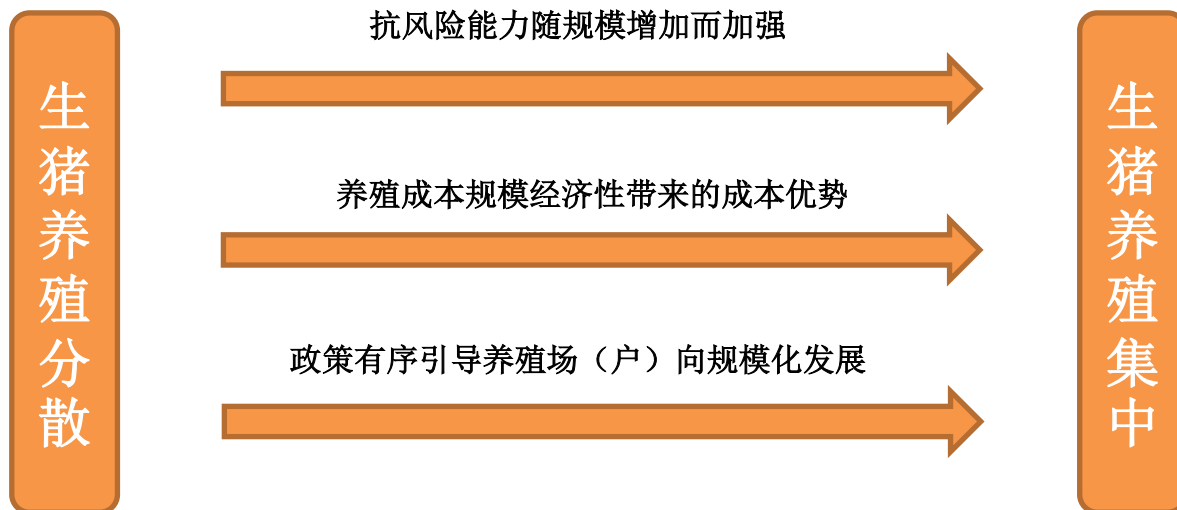 生猪养殖分散
抗风险能力随规模增加而加强
养殖成本规模经济性带来的成本优势
政策有序引导养殖场（户）向规模化发展
生猪养殖集中